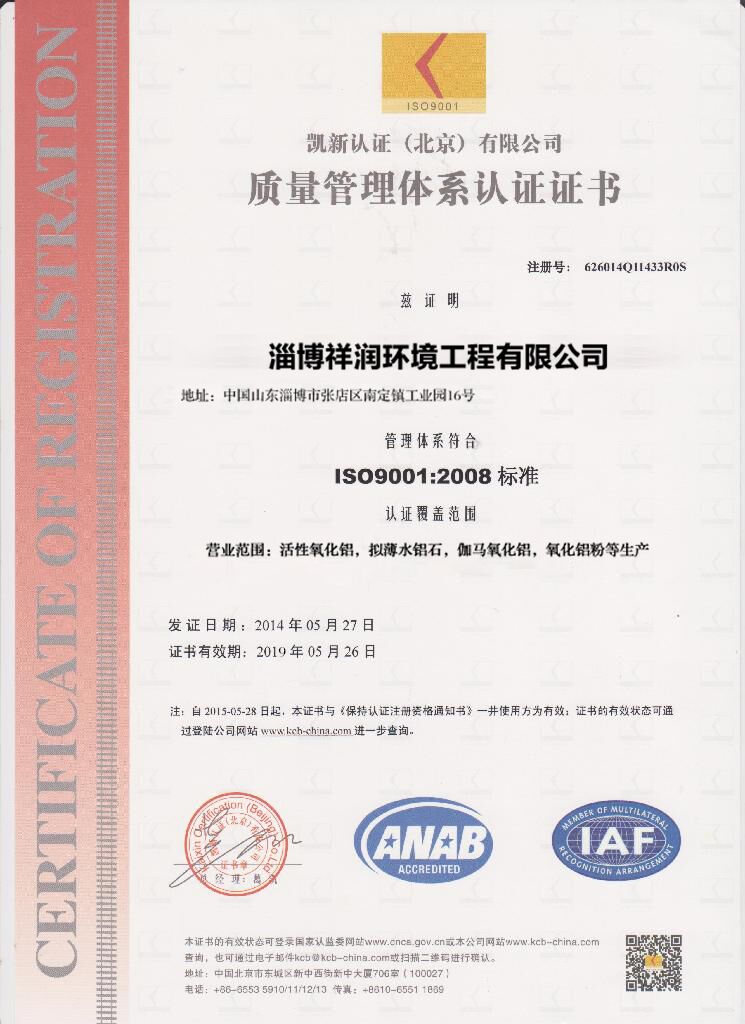 CERTIFICATE OF REGISTRATION
ISO9001
凯新认证（北京）有限公司
质量管理体系认证证书
注册号： 626014Q11433R0S
兹 证 明
淄博祥润环境工程有限公司
地址：中国山东淄博市张店区南定镇工业园16号
管理体系符合
ISO9001:2008 标准
认证覆盖范围
营业范围：活性氧化铝，拟薄水铝石，伽马氧化铝，氧化铝粉等生产
发证日期：2014 年 05 月 27 日
证书有效期：2019 年 05 月 26 日
注：自 2015-05-28 日起，本证书与《保持认证注册资格通知书》一并使用方为有效；证书的有效状态可通
过登陆公司网站 www.kcb-china.com 进一步查询。
Kaixin Certification (Beijing) Co Ltd
证书章
总经理：葛
ANAB
ACCREDITED
MEMBER OF MULTILATERAL
IAF
RECOGNITION ARRANGEMENT
本证书的有效状态可登录国家认监委网站www.cnca.gov.cn或本公司网站www.kcb-china.com
查询，也可通过电子邮件kcb@kcb-china.com或扫描二维码进行确认。
地址：中国北京市东城区新中西街新中大厦706室（100027）
电话：+86-6553 5910/11/12/13 传真：+8610-6551 1869